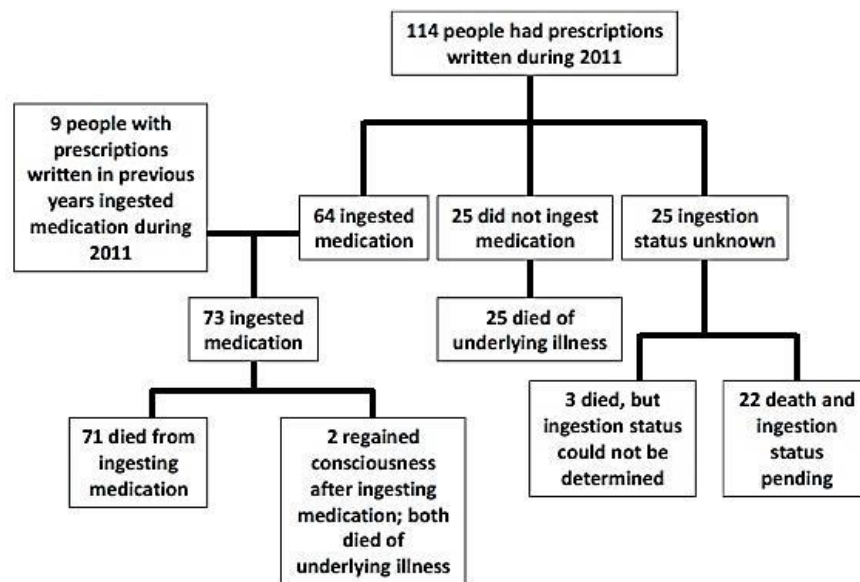 114 people had prescriptions
written during 2011
9 people with
prescriptions
written in previous
years ingested
medication during
2011
64 ingested
medication
25 did not ingest
medication
25 ingestion
status unknown
73 ingested
medication
25 died of
underlying illness
71 died from
ingesting
medication
2 regained
consciousness
after ingesting
medication; both
died of
underlying illness
3 died, but
ingestion status
could not be
determined
22 death and
ingestion
status
pending